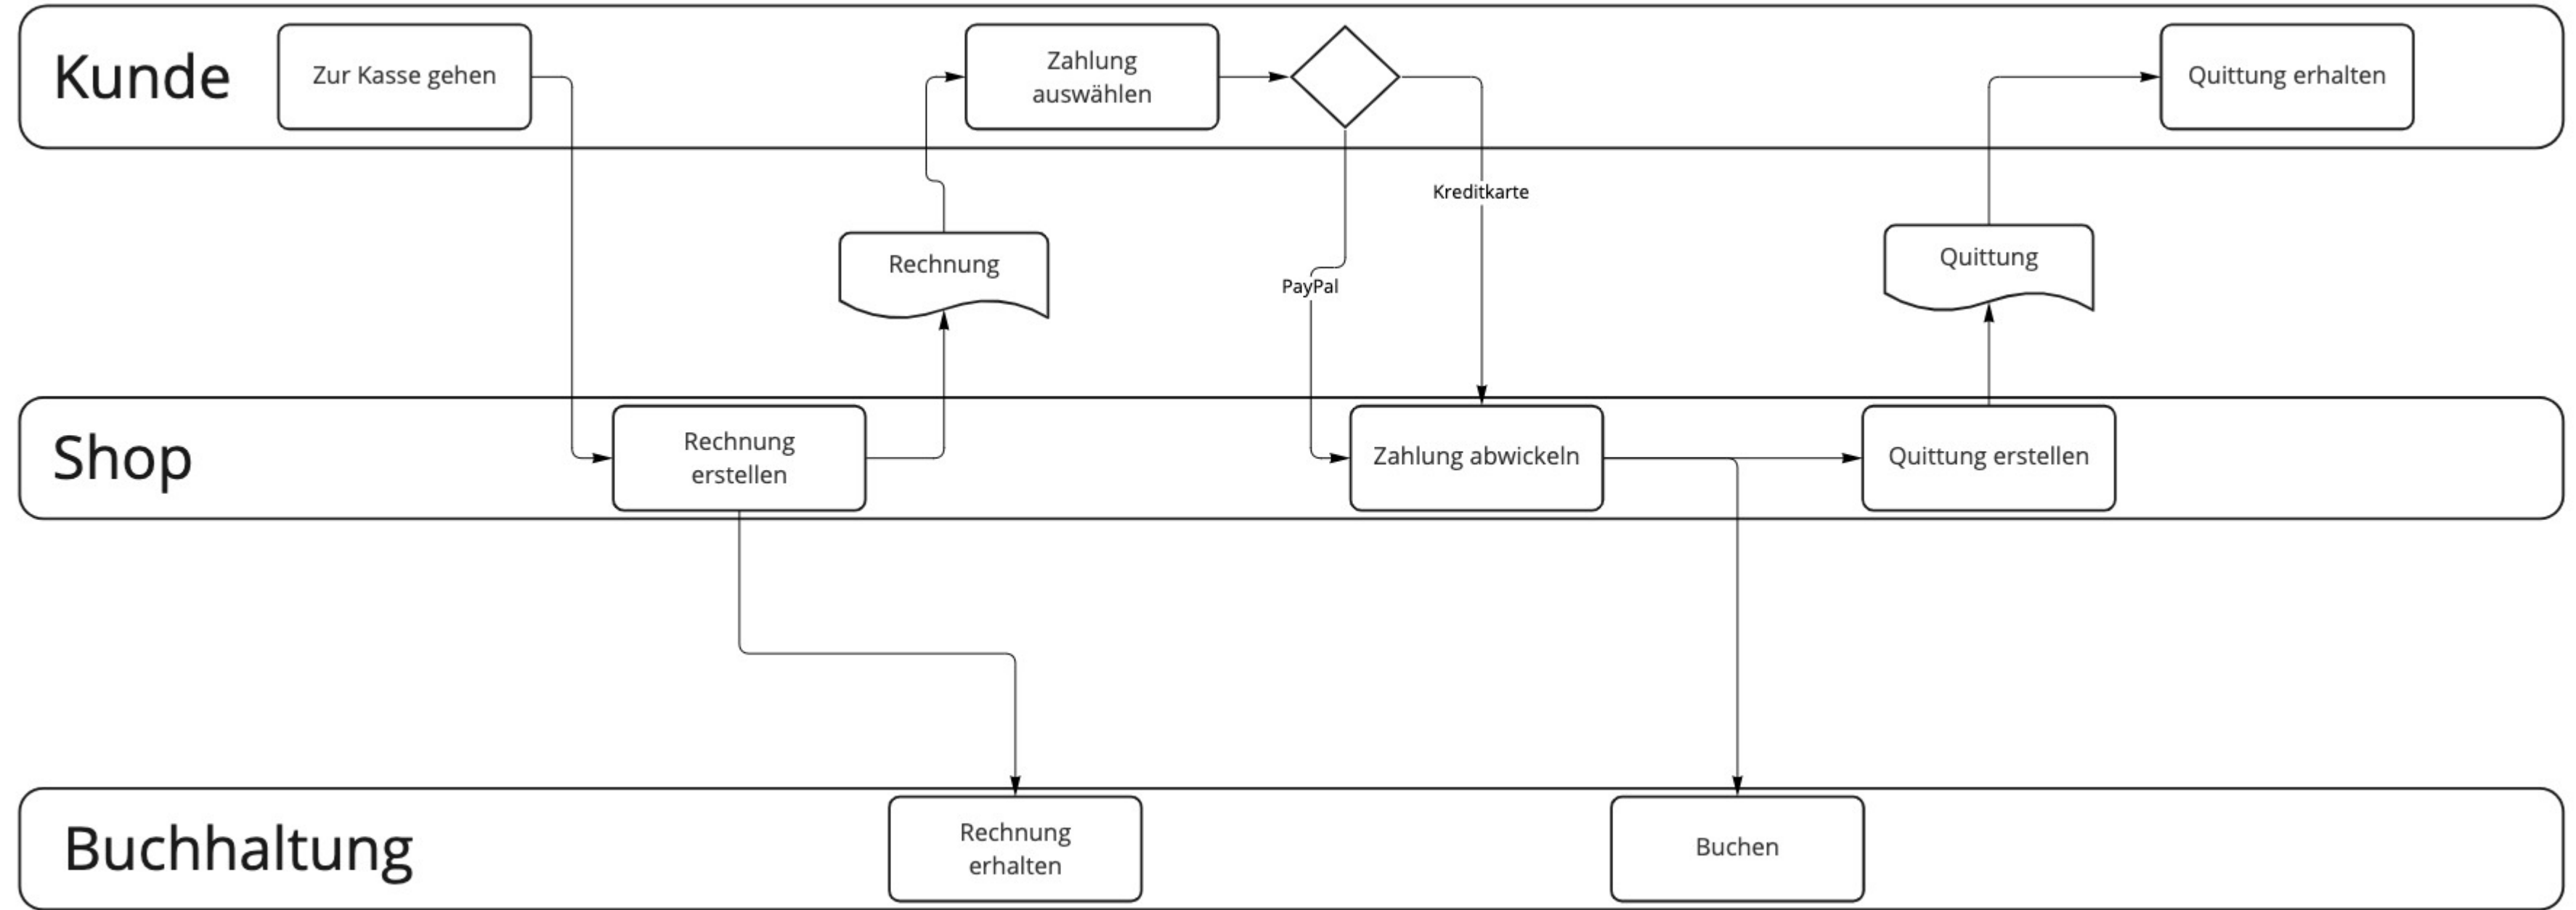 Kunde
Zur Kasse gehen
Zahlung
auswählen
Quittung erhalten
Kreditkarte
Rechnung
PayPal
Quittung
Shop
Rechnung
erstellen
Zahlung abwickeln
Quittung erstellen
Buchhaltung
Rechnung
erhalten
Buchen